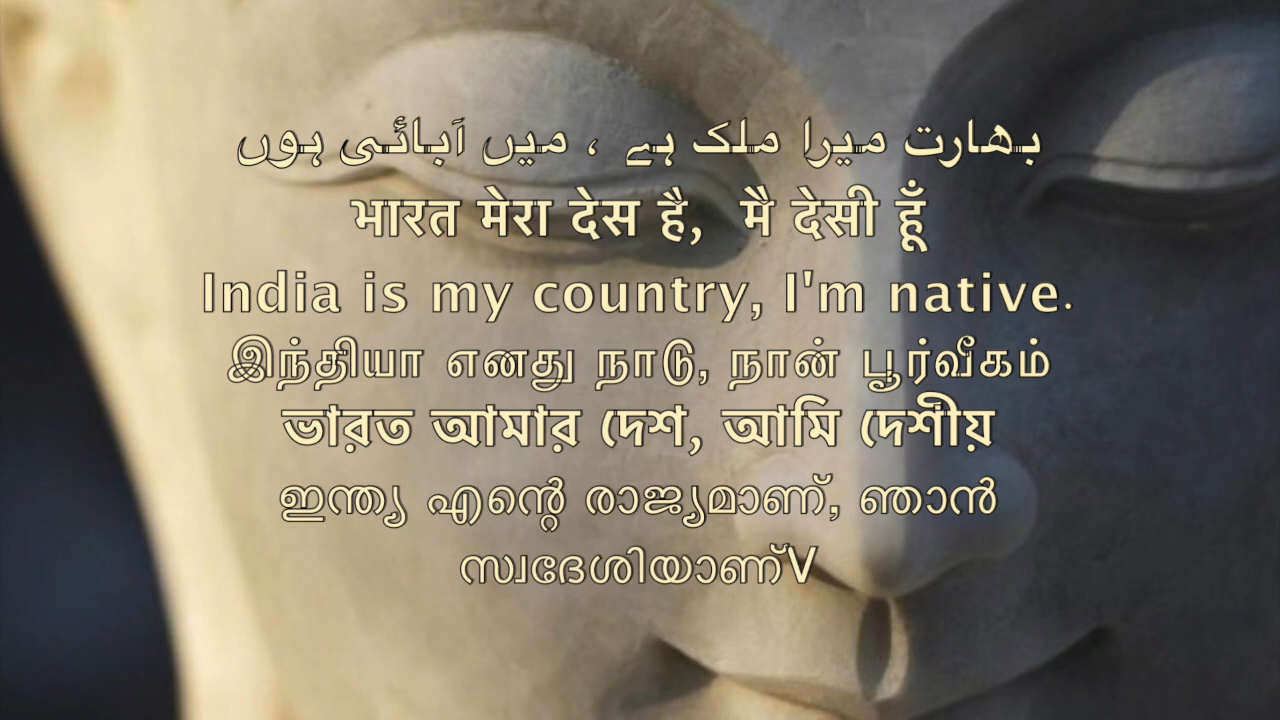 بھارت میرا ملک ہے ، میں آبائی ہوں
भारत मेरा देस है, मै देसी हूँ
India is my country, I'm native.
இந்தியா எனது நாடு, நான் பூர்வீகம்
ভারত আমার দেশ, আমি দেশীয়
ഇന്ത്യ എന്റെ രാജ്യമാണ്, ഞാൻ
സ്വദേശിയാണ്V